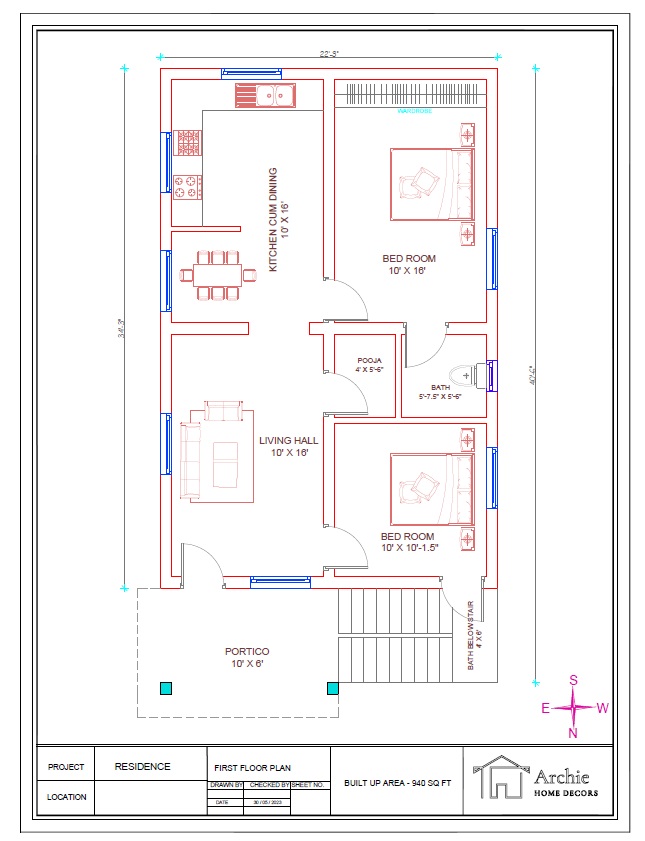 22'-8"
WARDROBE
KITCHEN CUM DINING
10' X 16'
BED ROOM
10' X 16'
34'-3"
POOJA
4' X 5'-6"
BATH
5'-7.5" X 5'-6"
40'-6"
LIVING HALL
10' X 16'
BED ROOM
10' X 10'-1.5"
BATH BELOW STAIR
4' X 6'
PORTICO
10' X 6'
S
E
W
N
PROJECT
RESIDENCE
FIRST FLOOR PLAN
DRAWN BY
CHECKED BY
SHEET NO.
BUILT UP AREA - 940 SQ FT
LOCATION
DATE
30 / 05 / 2023
Archie
HOME DECORS